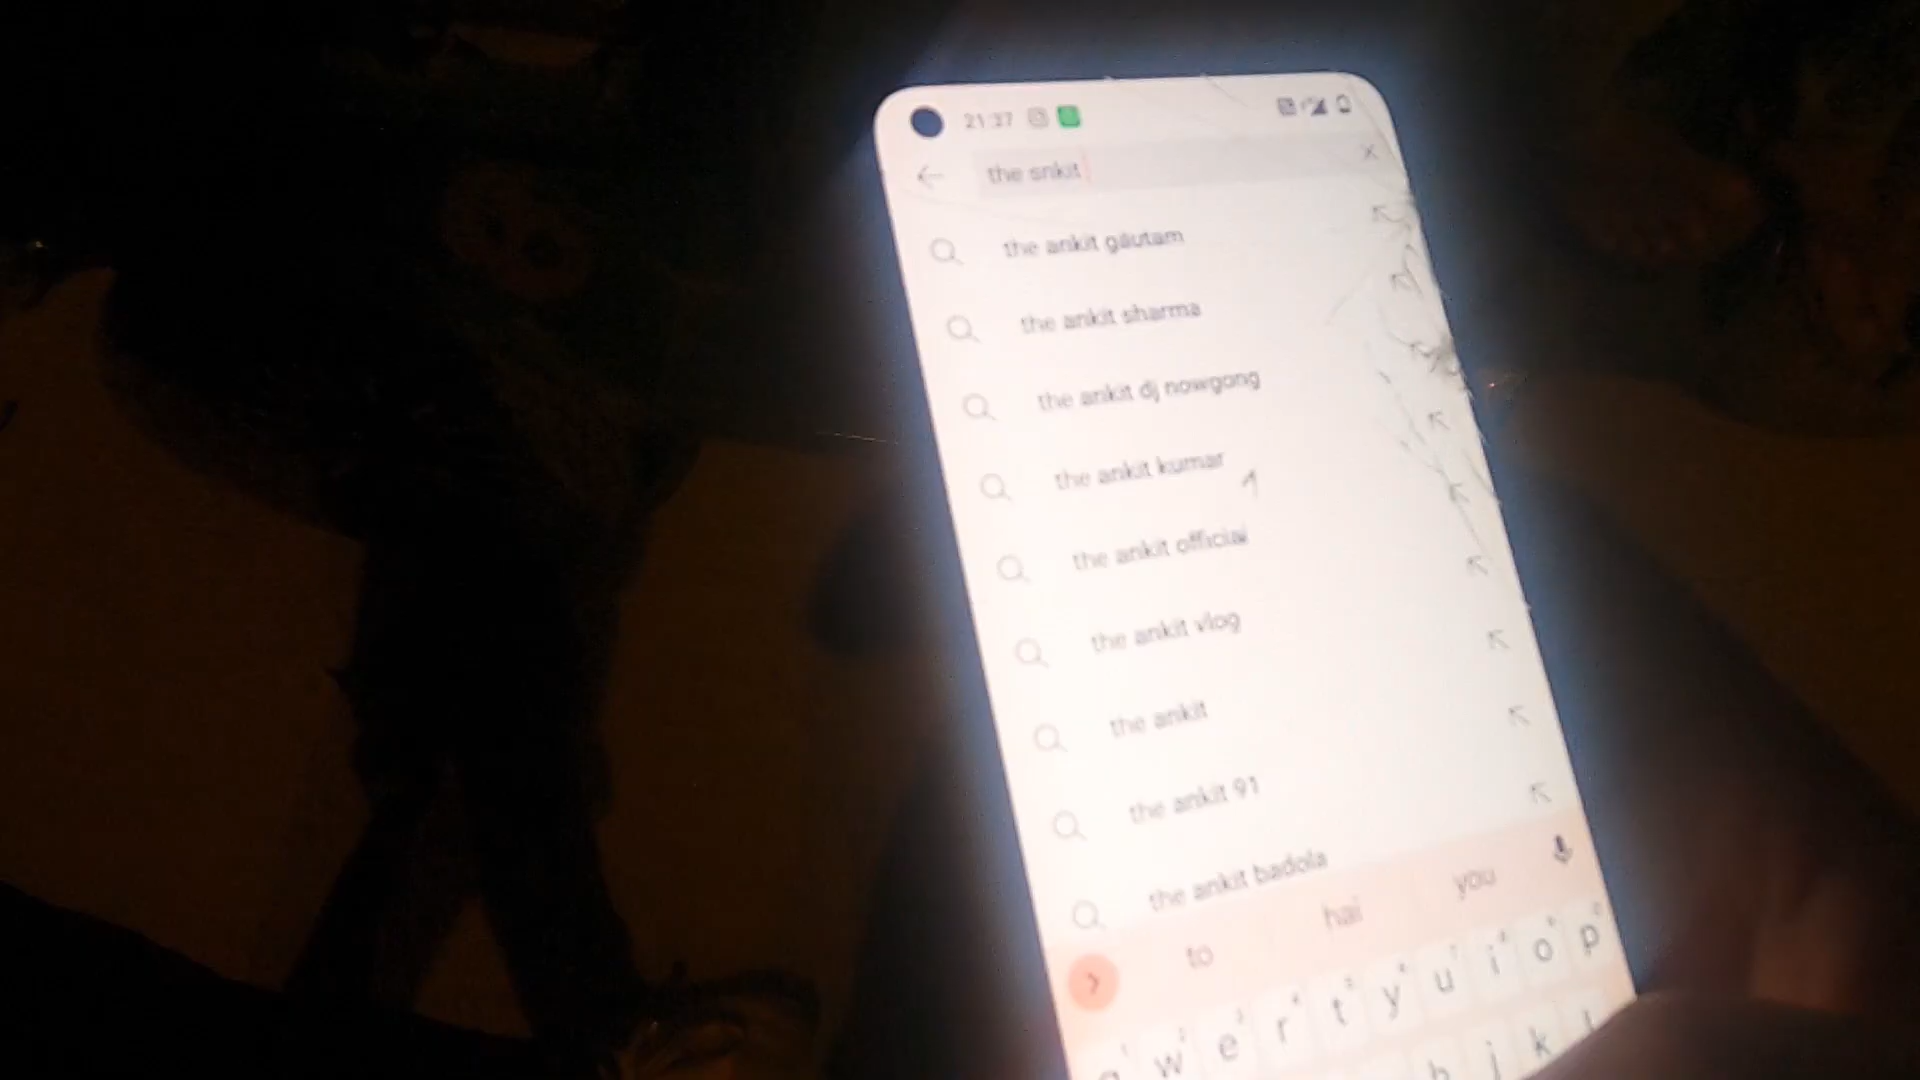 21:37
the snkit
the ankit gautam
the ankit sharma
the ankit dj nowgong
the ankit kumar
the ankit official
the ankit vlog
the ankit
the ankit 91
the ankit badola
to hai you
w e r t y u i o p
h j k l